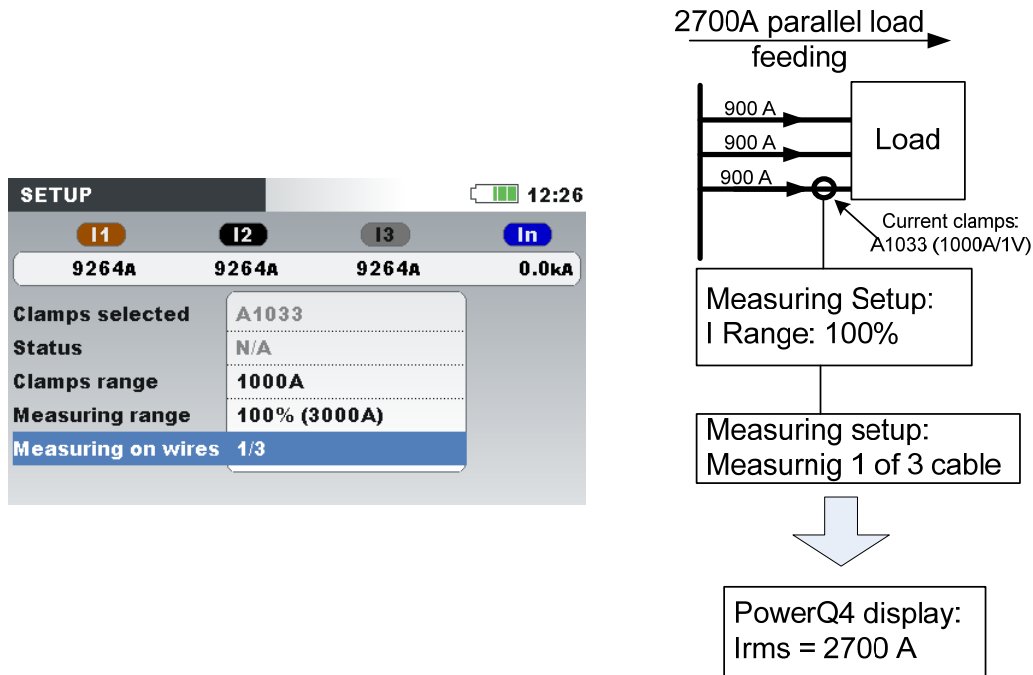 SETUP
12:26
I1 I2 I3 In
9264A 9264A 9264A 0.0kA
Clamps selected A1033
Status N/A
Clamps range 1000A
Measuring range 100% (3000A)
Measuring on wires 1/3
2700A parallel load
feeding
900 A
900 A
900 A
Load
Current clamps:
A1033 (1000A/1V)
Measuring Setup:
I Range: 100%
Measuring setup:
Measurnig 1 of 3 cable
PowerQ4 display:
Irms = 2700 A